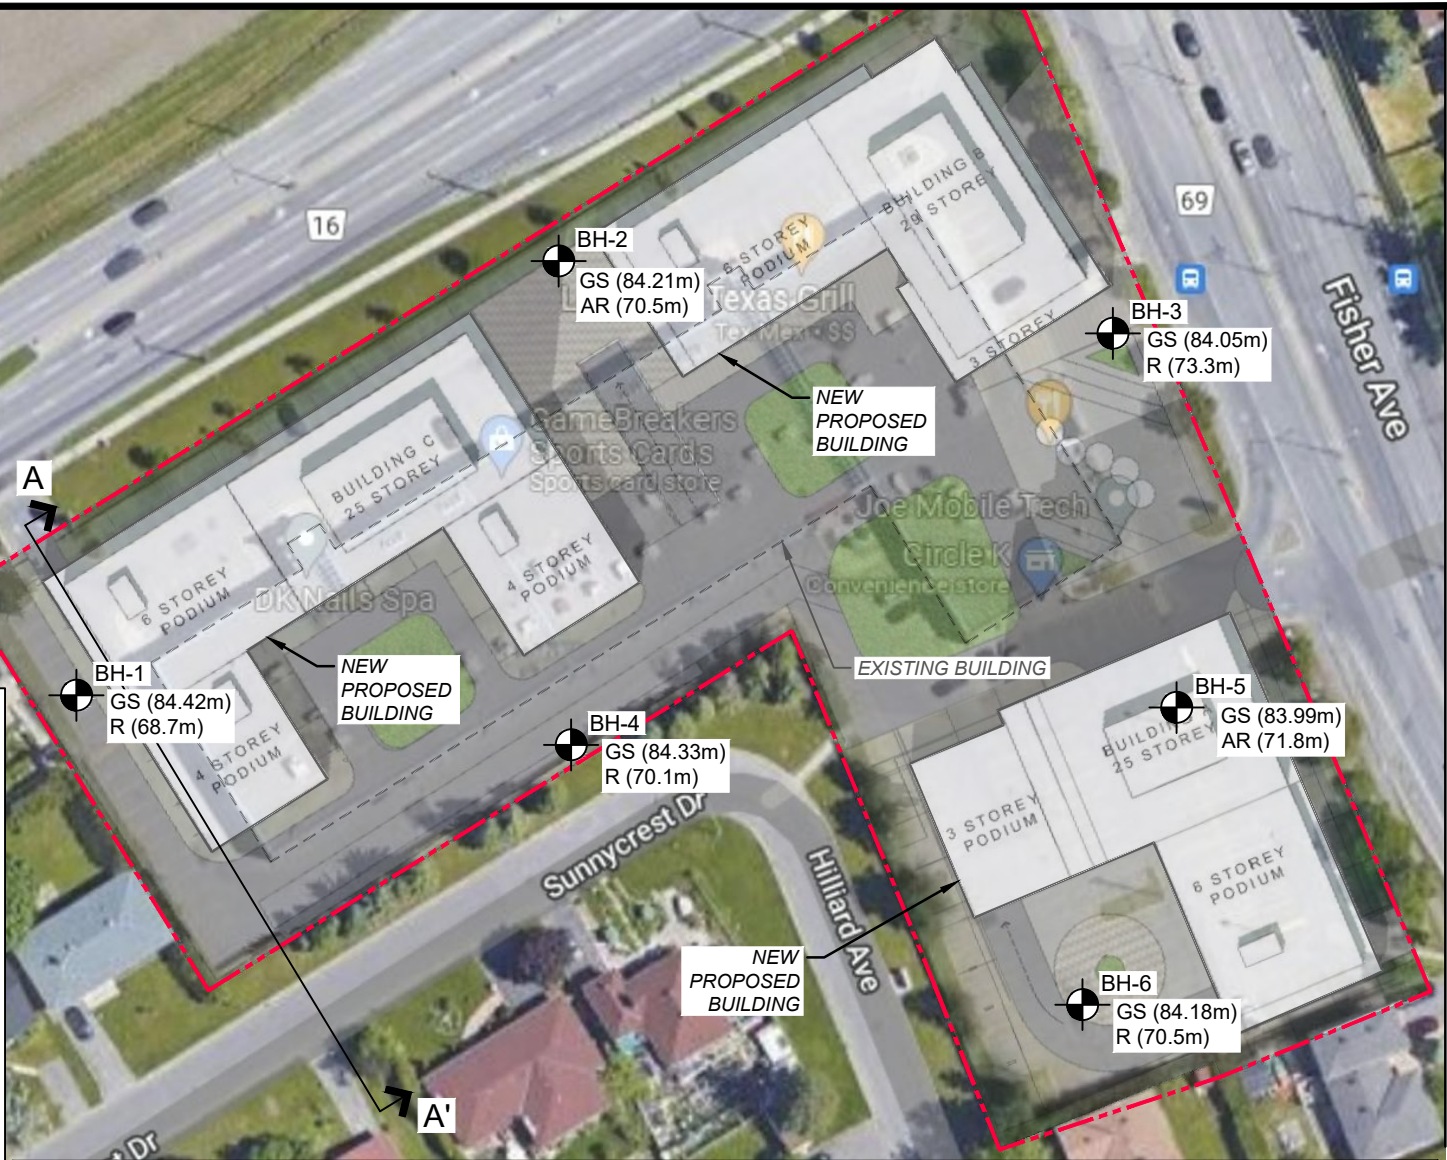 16
69
Fisher Ave
BUILDING B
29 STOREY
6 STOREY
PODIUM
3 STOREY
BH-2
GS (84.21m)
AR (70.5m)
Texas Grill
Tex-Mex • $$
BH-3
GS (84.05m)
R (73.3m)
NEW
PROPOSED
BUILDING
GameBreakers
Sports Cards
Sports card store
BUILDING C
25 STOREY
A
Joe Mobile Tech
Circle K
Convenience store
4 STOREY
PODIUM
6 STOREY
PODIUM
DK Nails Spa
NEW
PROPOSED
BUILDING
EXISTING BUILDING
BH-1
GS (84.42m)
R (68.7m)
4 STOREY
PODIUM
BH-4
GS (84.33m)
R (70.1m)
BH-5
GS (83.99m)
AR (71.8m)
BUILDING
25 STOREY
3 STOREY
PODIUM
6 STOREY
PODIUM
Sunnycrest Dr
Hilliard Ave
NEW
PROPOSED
BUILDING
BH-6
GS (84.18m)
R (70.5m)
A'
Dr